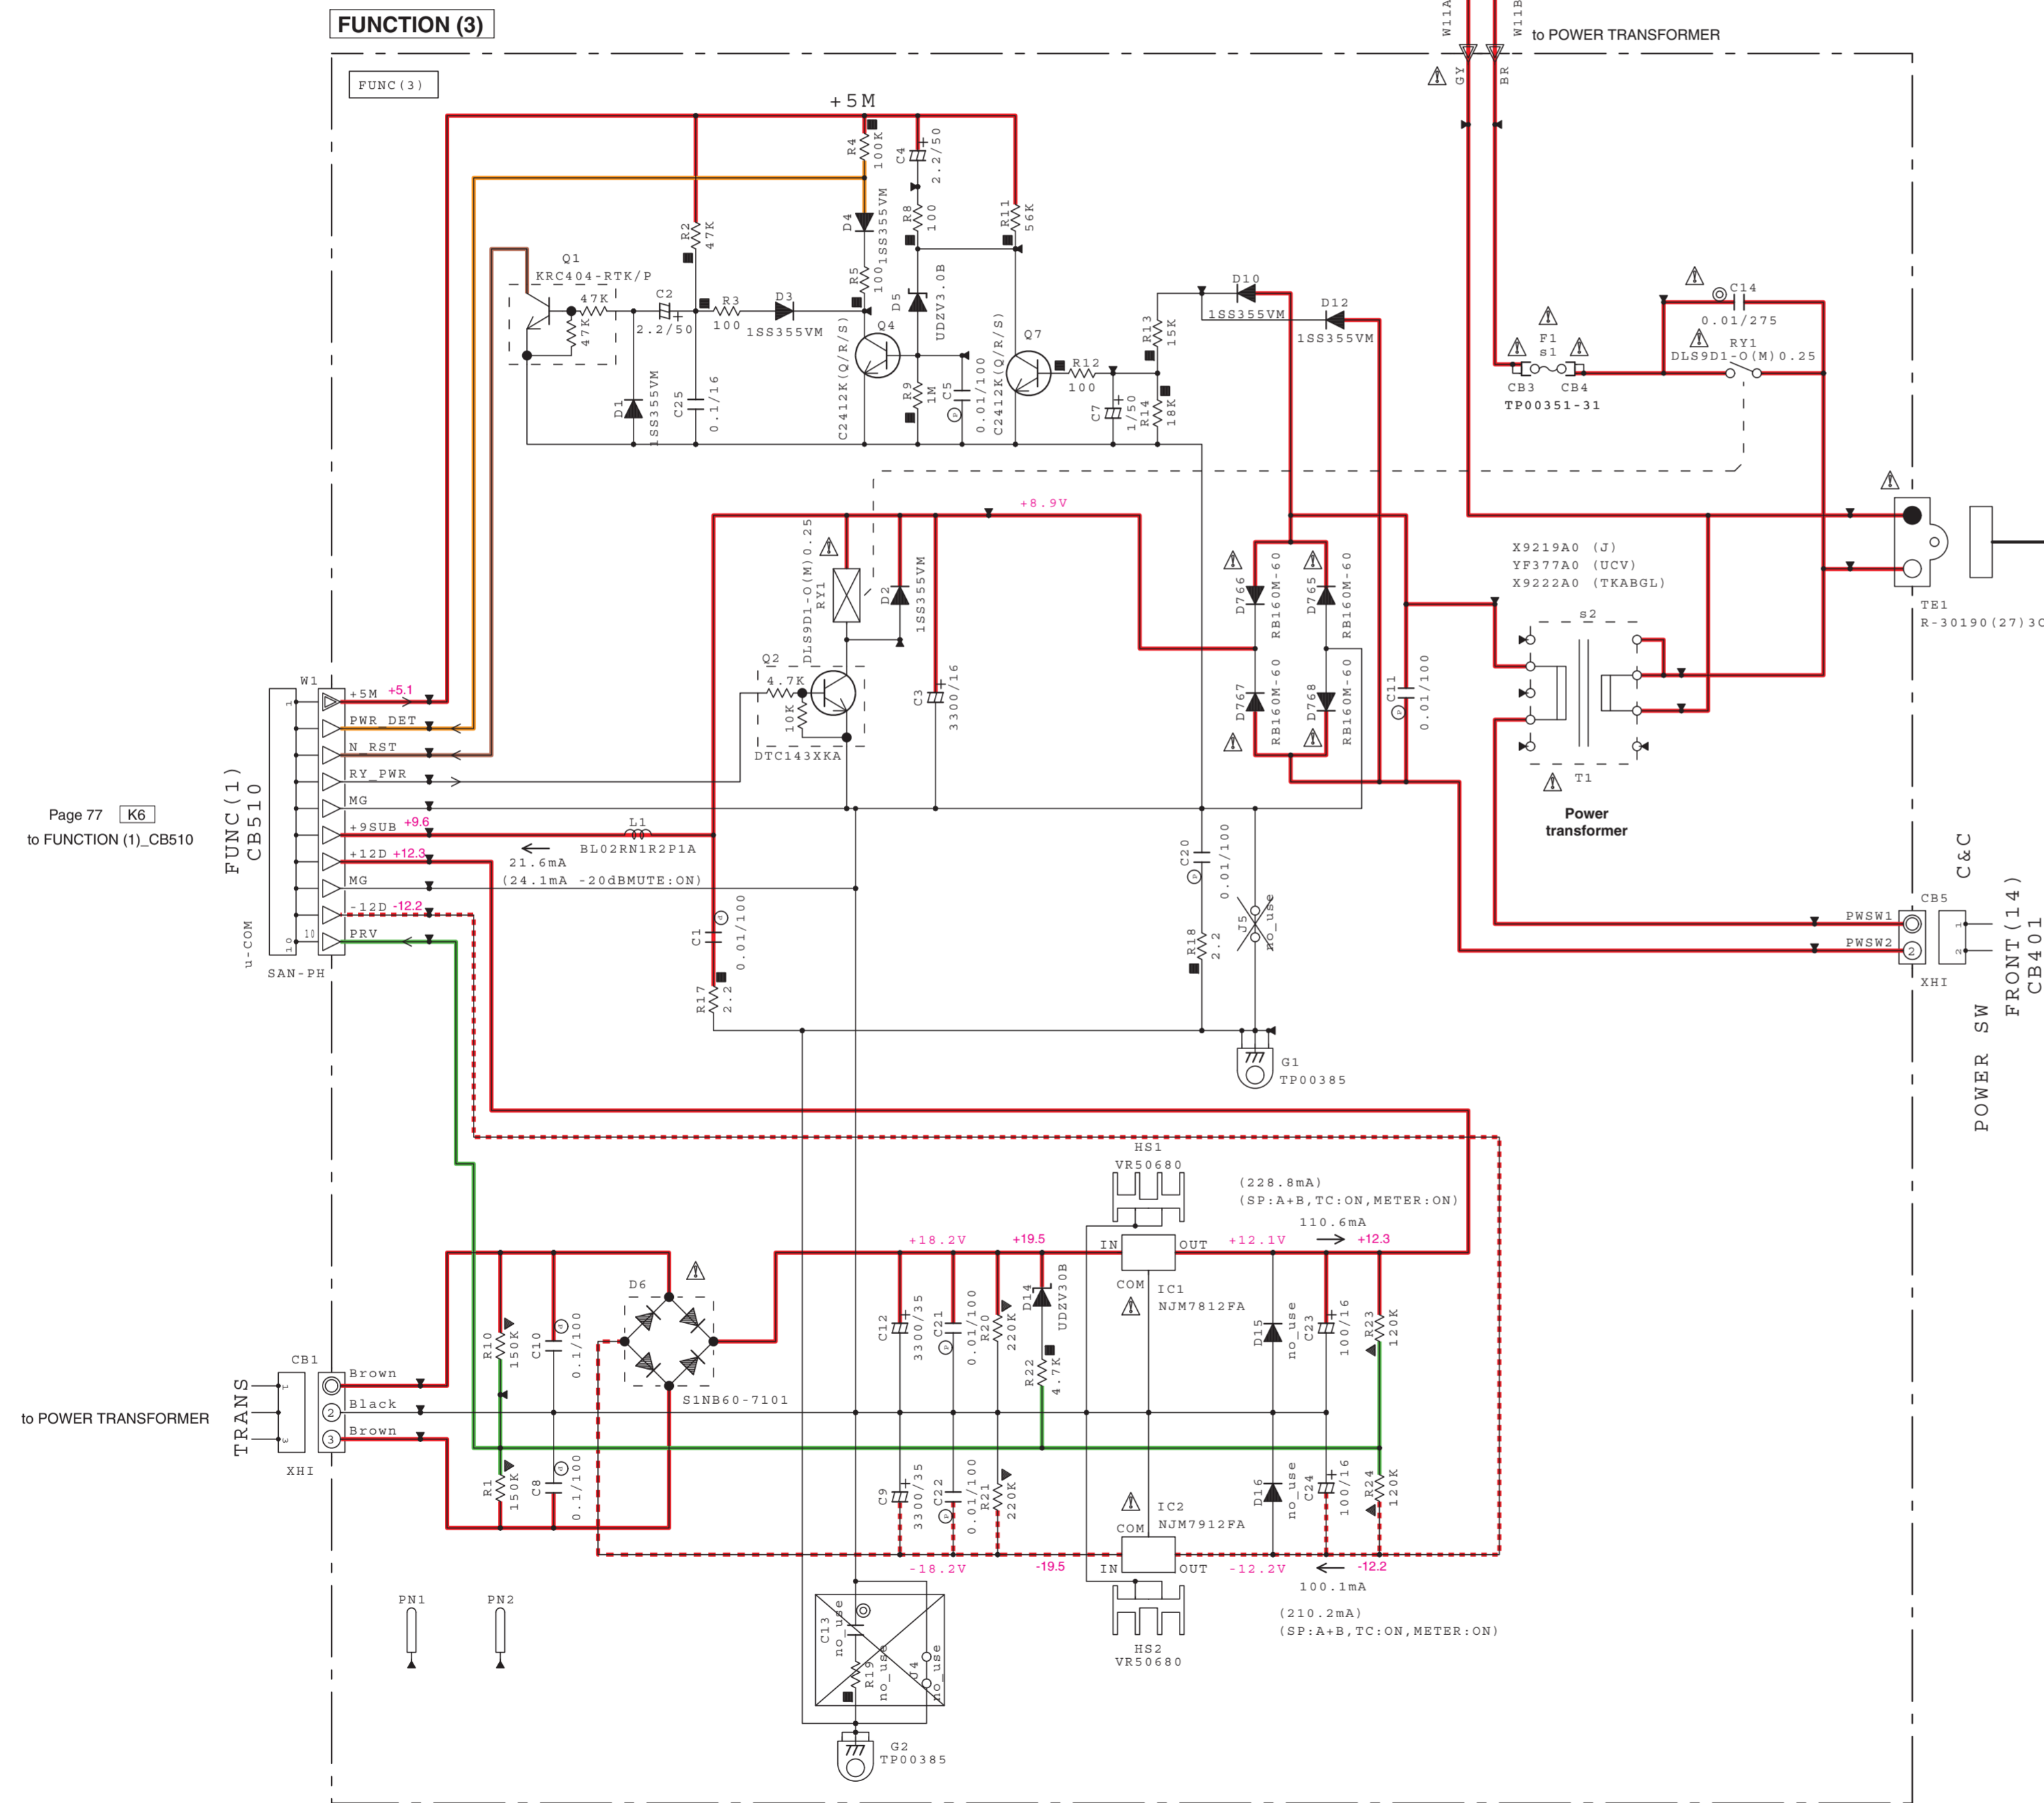 FUNCTION (3)
W11A
W11B
to POWER TRANSFORMER
FUNC(3)
GY
BR
+5M
R4
100K
C4
2.2/50
D4
1SS355VM
R8
100
R11
56K
R2
47K
Q1
KRC404-RTK/P
47K
47K
C2
2.2/50
R3
100
D3
1SS355VM
R5
100
D5
UDZV3.0B
Q4
C2412K(Q/R/S)
Q7
C2412K(Q/R/S)
R12
100
R13
15K
D10
1SS355VM
D12
1SS355VM
C14
0.01/275
RY1
DLS9D1-O(M)0.25
F1
s1
CB3
CB4
TP00351-31
D1
1SS355VM
C25
0.1/16
R9
1M
C5
0.01/100
C7
1/50
R14
18K
+8.9V
DLS9D1-O(M)0.25
RY1
D2
1SS355VM
D766
RB160M-60
D765
RB160M-60
D767
RB160M-60
D768
RB160M-60
X9219A0 (J)
YF377A0 (UCV)
X9222A0 (TKABGL)
s2
T1
Power
transformer
TE1
R-30190(27)3C
Q2
4.7K
10K
DTC143XKA
C3
3300/16
C11
0.01/100
W1
1
+5M +5.1
PWR_DET
N_RST
RY_PWR
MG
+9SUB +9.6
+12D +12.3
MG
-12D -12.2
10
10 PRV
FUNC(1)
CB510
u-COM
SAN-PH
Page 77 K6
to FUNCTION (1)_CB510
L1
BL02RN1R2P1A
21.6mA
(24.1mA -20dBMUTE:ON)
C1
0.01/100
R17
2.2
C20
0.01/100
R18
2.2
J5
no_use
G1
TP00385
PWSW1
PWSW2
CB5
2
1
2
XHI
C&C
POWER SW
FRONT(14)
CB401
HS1
VR50680
(228.8mA)
(SP:A+B,TC:ON,METER:ON)
110.6mA
+18.2V
+19.5
IN
OUT
COM
IC1
NJM7812FA
+12.1V
+12.3
D6
S1NB60-7101
R10
150K
C10
0.1/100
C12
3300/35
C21
0.01/100
R20
220K
D14
UDZV30B
R22
4.7K
D15
no_use
C23
100/16
R23
120K
CB1
Brown
Black
Brown
1
2
3
3
XHI
TRANS
to POWER TRANSFORMER
R1
150K
C8
0.1/100
C9
3300/35
C22
0.01/100
R21
220K
IC2
NJM7912FA
COM
IN
OUT
D16
no_use
C24
100/16
R24
120K
-18.2V
-19.5
-12.2V
-12.2
100.1mA
(210.2mA)
(SP:A+B,TC:ON,METER:ON)
HS2
VR50680
PN1
PN2
C13
no_use
R19
no_use
J4
no_use
G2
TP00385